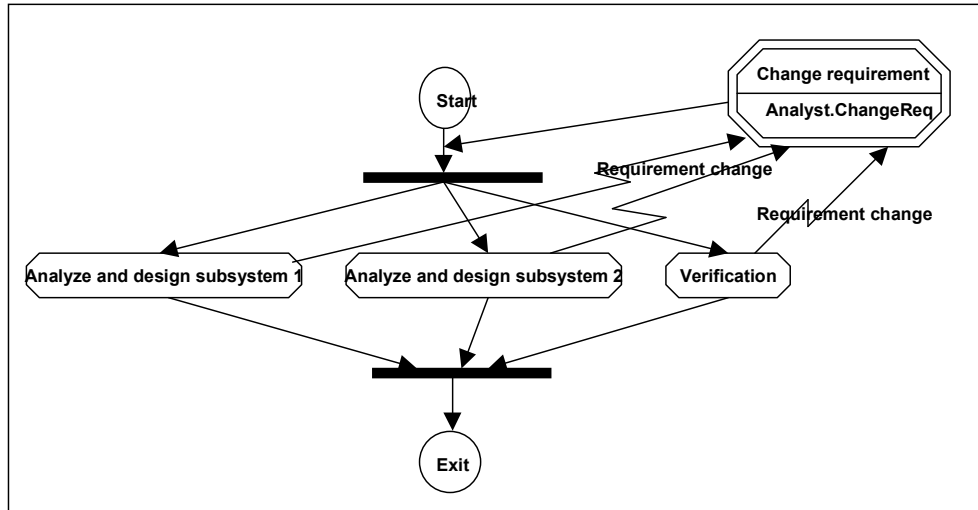 Change requirement
Start
Analyst.ChangeReq
Requirement change
Requirement change
Analyze and design subsystem 1
Analyze and design subsystem 2
Verification
Exit